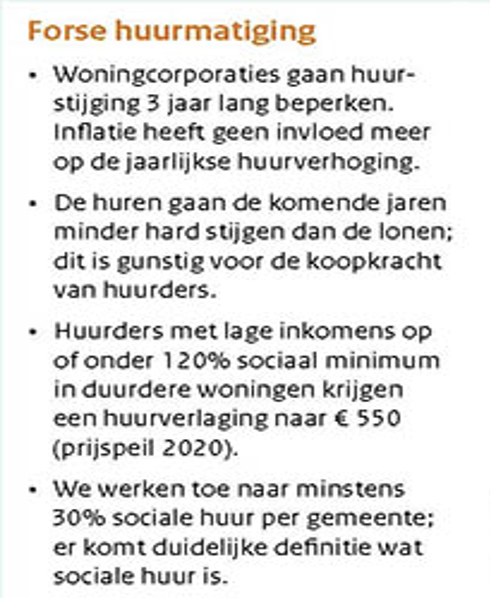 Forse huurmatiging
• Woningcorporaties gaan huur-
stijging 3 jaar lang beperken.
Inflatie heeft geen invloed meer
op de jaarlijkse huurverhoging.
• De huren gaan de komende jaren
minder hard stijgen dan de lonen;
dit is gunstig voor de koopkracht
van huurders.
• Huurders met lage inkomens op
of onder 120% sociaal minimum
in duurdere woningen krijgen
een huurverlaging naar € 550
(prijspeil 2020).
• We werken toe naar minstens
30% sociale huur per gemeente;
er komt duidelijke definitie wat
sociale huur is.